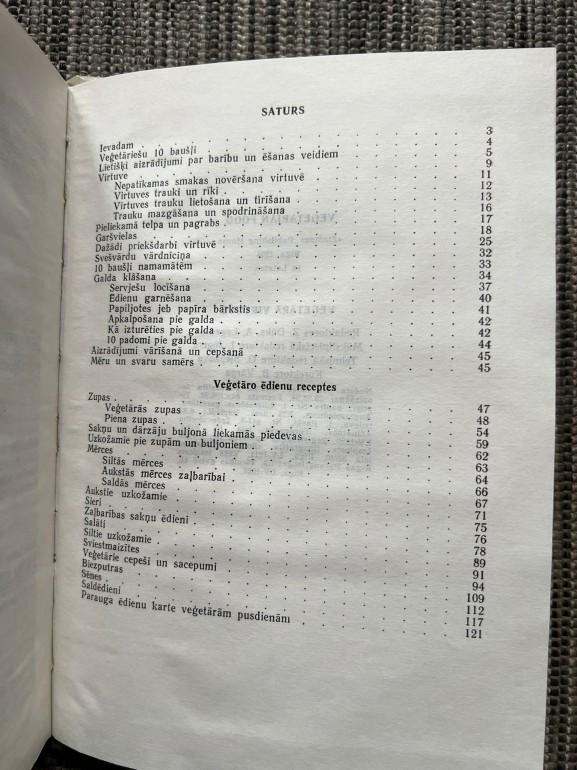 SATURS
Ievadam 3
Veģetāriešu 10 baušļi 4
Lietišķi aizrādījumi par barību un ēšanas veidiem 5
Virtuve 9
Nepatīkamas smakas novēršana virtuvē 11
Virtuves trauki un rīki 12
Virtuves trauku lietošana un tīrīšana 13
Trauku mazgāšana un spodrināšana 16
Pieliekamā telpa un pagrabs 17
Garšvielas 18
Dažādi priekšdarbi virtuvē 25
Svešvārdu vārdnīciņa 32
10 baušļi namamātēm 33
Galda klāšana 34
Servješu locīšana 37
Ēdienu garnēšana 40
Papiljotes jeb papīra bārkstis 41
Apkalpošana pie galda 42
Kā izturēties pie galda 42
10 padomi pie galda 44
Aizrādījumi vārīšanā un cepšanā 45
Mēru un svaru samērs 45
Veģetāro ēdienu receptes
Zupas 47
Veģetārās zupas 48
Piena zupas 54
Sakņu un dārzāju buljonā liekamās piedevas 59
Uzkožamie pie zupām un buljoniem 62
Mērces 63
Siltās mērces 64
Aukstās mērces zaļbarībai 66
Saldās mērces 67
Aukstie uzkožamie 71
Sieri 75
Zaļbarības sakņu ēdieni 76
Salāti 78
Siltie uzkožamie 89
Sviestmaizītes 91
Veģetārie cepeši un sacepumi 94
Biezputras 109
Sēnes 112
Saldēdieni 117
Parauga ēdienu karte veģetārām pusdienām 121